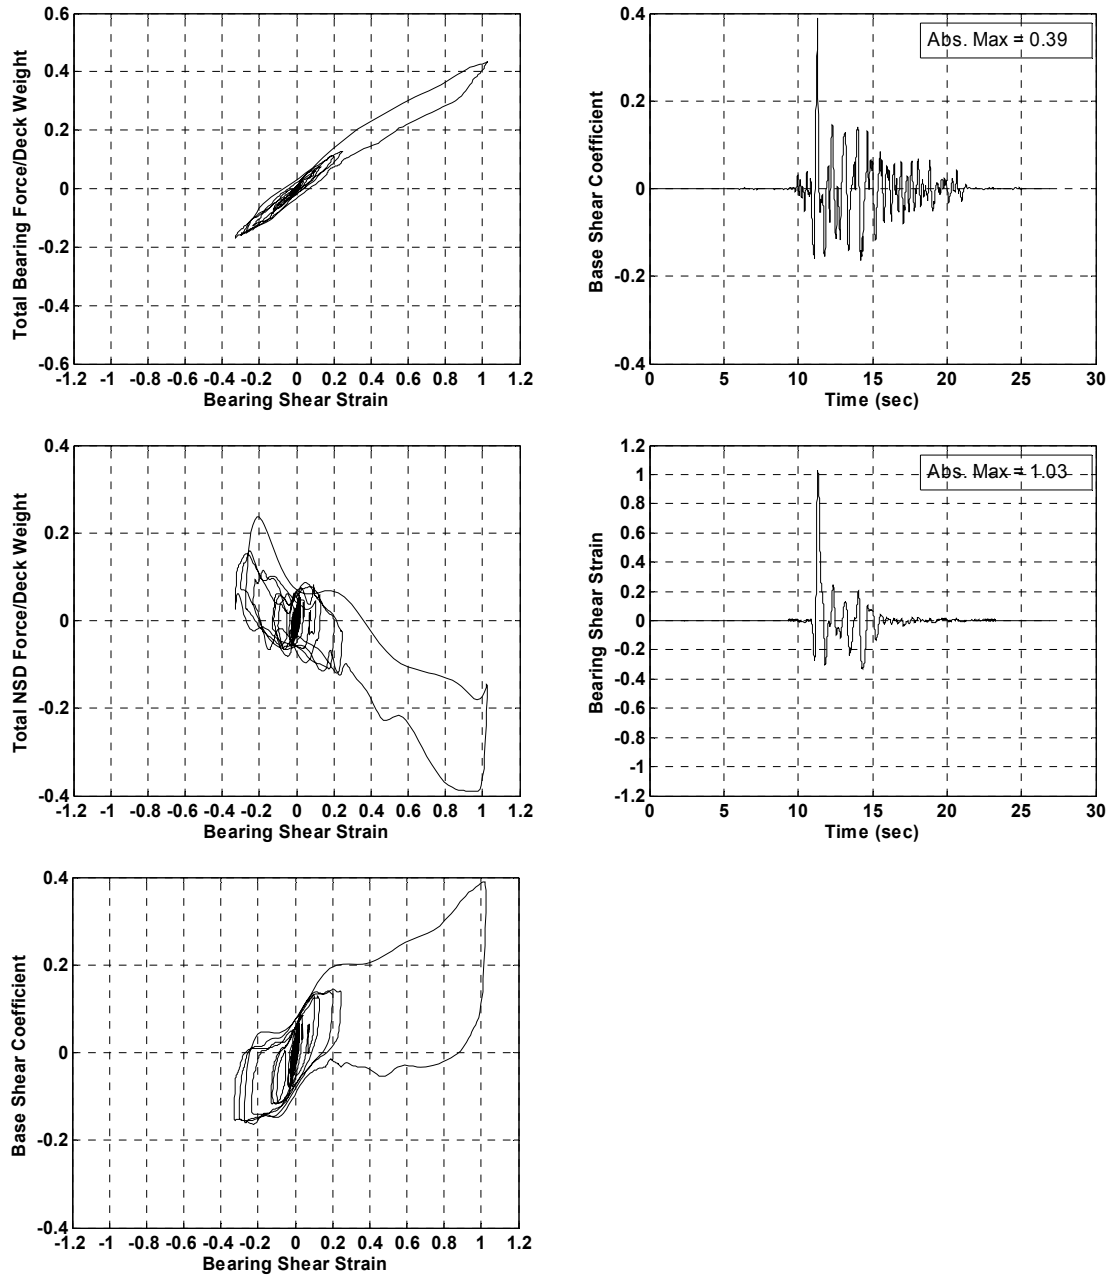 0.6
0.4
0.2
0
-0.2
-0.4
-0.6
Total Bearing Force/Deck Weight
-1.2 -1 -0.8 -0.6 -0.4 -0.2 0 0.2 0.4 0.6 0.8 1 1.2
Bearing Shear Strain
0.4
0.2
0
-0.2
-0.4
Base Shear Coefficient
Abs. Max = 0.39
0 5 10 15 20 25 30
Time (sec)
0.4
0.2
0
-0.2
-0.4
Total NSD Force/Deck Weight
-1.2 -1 -0.8 -0.6 -0.4 -0.2 0 0.2 0.4 0.6 0.8 1 1.2
Bearing Shear Strain
1.2
1
0.8
0.6
0.4
0.2
0
-0.2
-0.4
-0.6
-0.8
-1
-1.2
Bearing Shear Strain
Abs. Max = 1.03
0 5 10 15 20 25 30
Time (sec)
0.4
0.2
0
-0.2
-0.4
Base Shear Coefficient
-1.2 -1 -0.8 -0.6 -0.4 -0.2 0 0.2 0.4 0.6 0.8 1 1.2
Bearing Shear Strain